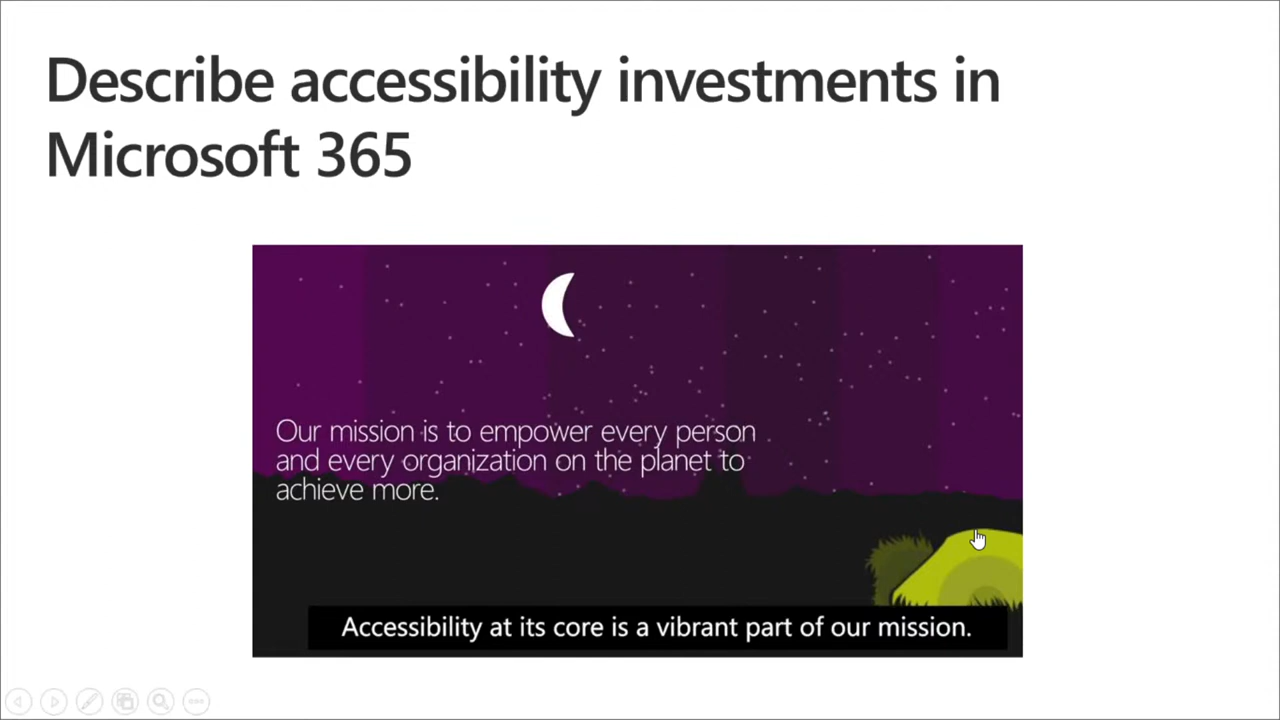 Describe accessibility investments in
Microsoft 365
Our mission is to empower every person
and every organization on the planet to
achieve more.
Accessibility at its core is a vibrant part of our mission.